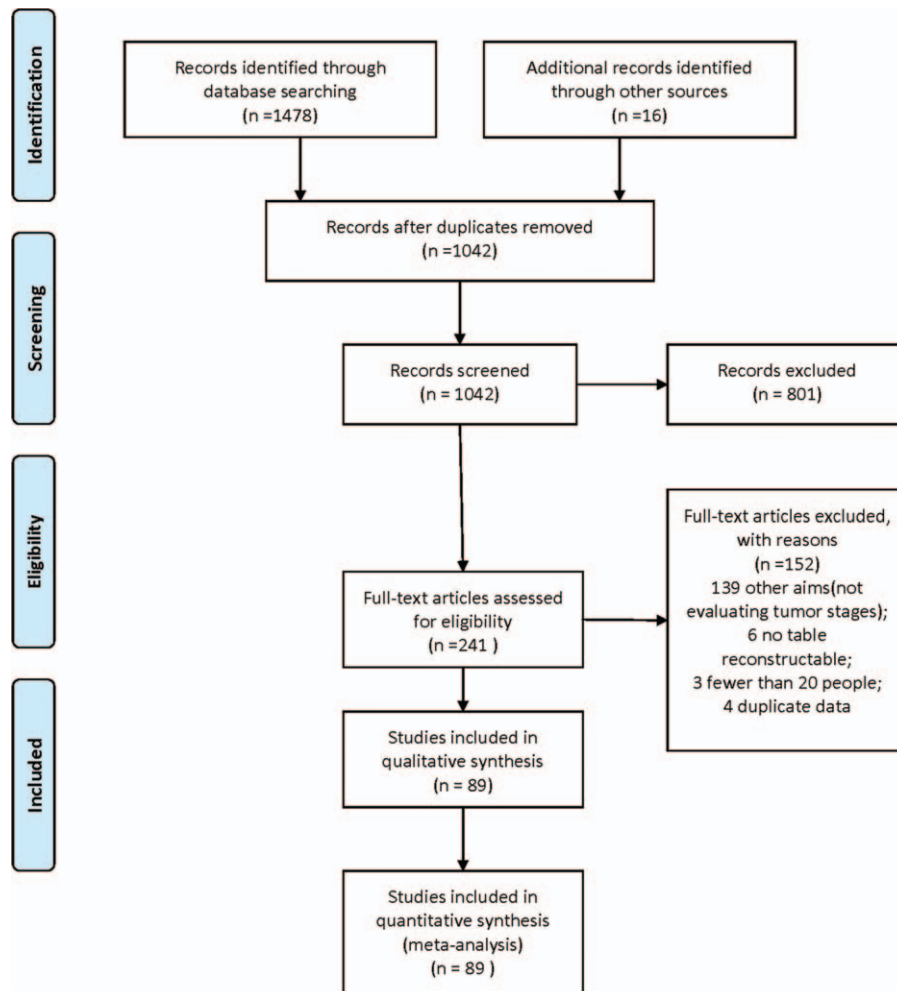 Identification
Records identified through
database searching
(n =1478)
Additional records identified
through other sources
(n =16)
Records after duplicates removed
(n =1042)
Screening
Records screened
(n = 1042)
Records excluded
(n = 801)
Eligibility
Full-text articles assessed
for eligibility
(n =241 )
Full-text articles excluded,
with reasons
(n =152)
139 other aims(not
evaluating tumor stages);
6 no table
reconstructable;
3 fewer than 20 people;
4 duplicate data
Included
Studies included in
qualitative synthesis
(n = 89)
Studies included in
quantitative synthesis
(meta-analysis)
(n = 89 )